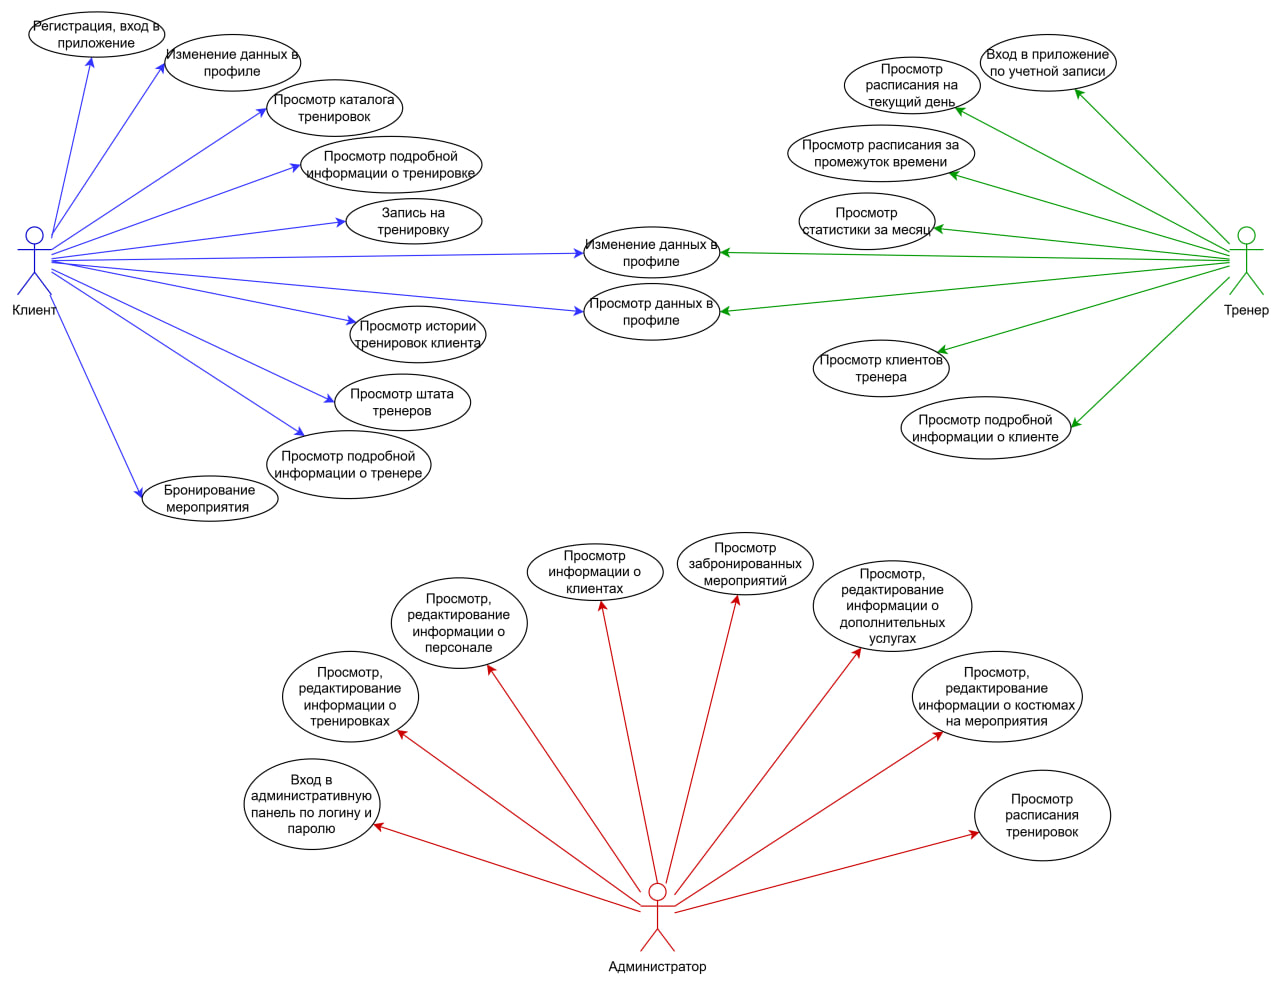 Регистрация, вход в
приложение
Изменение данных в
профиле
Просмотр каталога
тренировок
Просмотр подробной
информации о тренировке
Запись на
тренировку
Клиент
Изменение данных в
профиле
Просмотр данных в
профиле
Просмотр истории
тренировок клиента
Просмотр штата
тренеров
Просмотр подробной
информации о тренере
Бронирование
мероприятия
Вход в приложение
по учетной записи
Просмотр
расписания на
текущий день
Просмотр расписания за
промежуток времени
Просмотр
статистики за месяц
Тренер
Просмотр клиентов
тренера
Просмотр подробной
информации о клиенте
Просмотр
забронированных
мероприятий
Просмотр
информации о
клиентах
Просмотр,
редактирование
информации о
дополнительных
услугах
Просмотр,
редактирование
информации о
персонале
Просмотр,
редактирование
информации о
тренировках
Просмотр,
редактирование
информации о костюмах
на мероприятия
Вход в
административную
панель по логину и
паролю
Просмотр
расписания
тренировок
Администратор